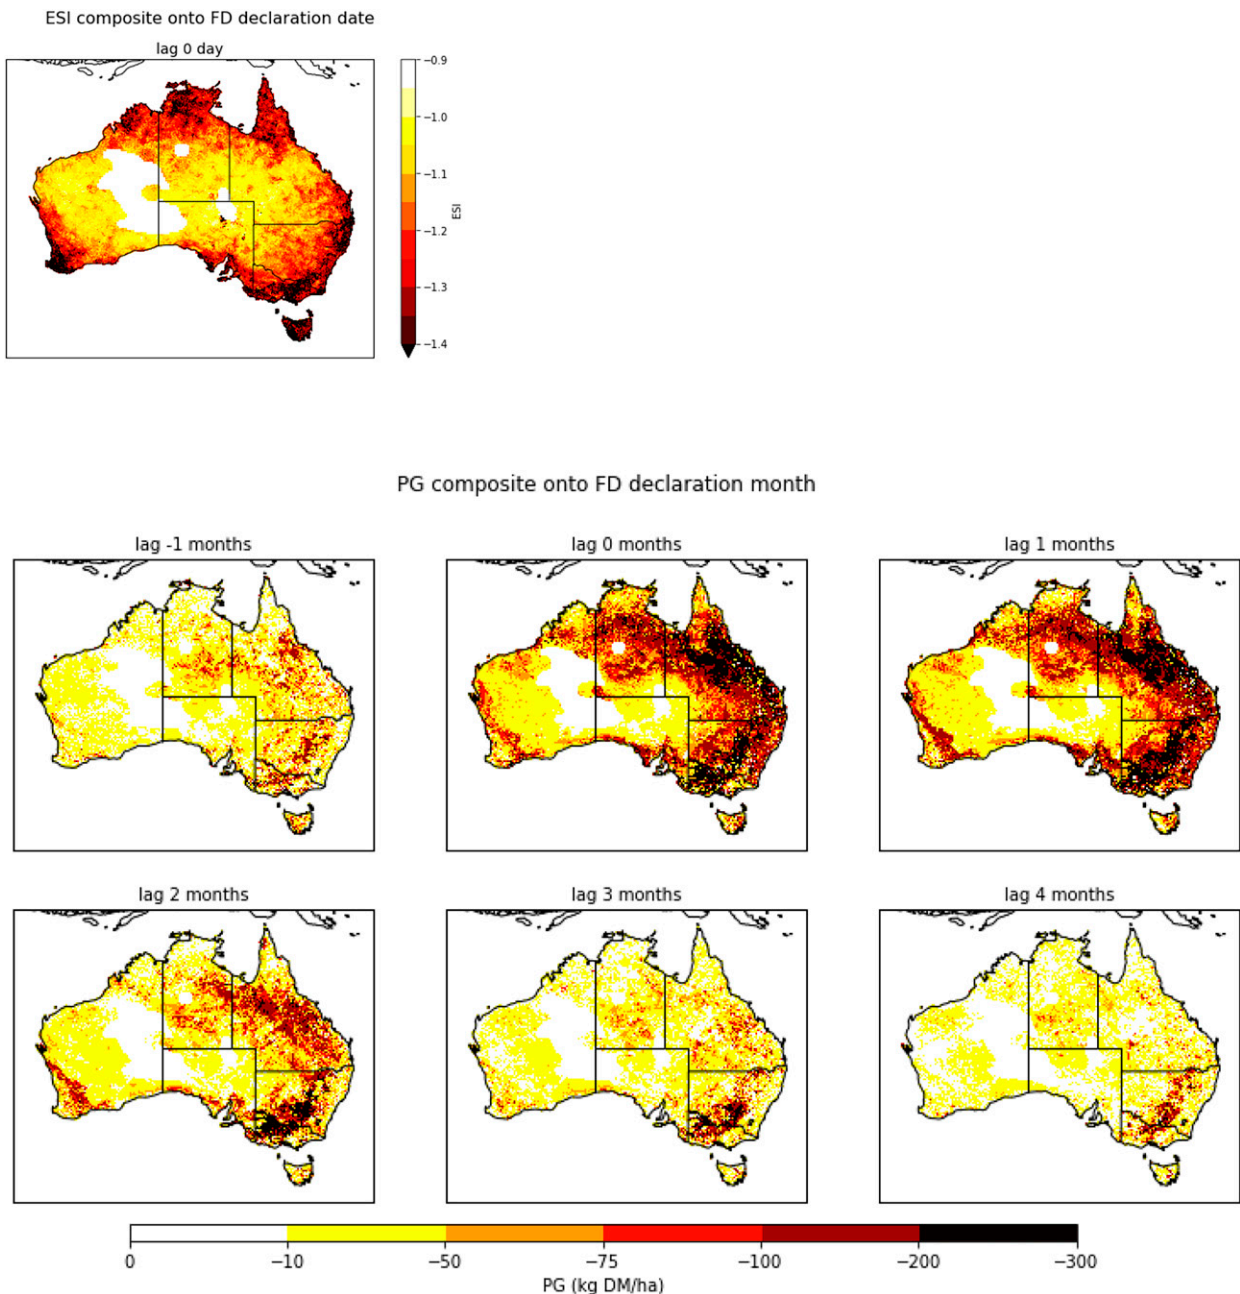 ESI composite onto FD declaration date
lag 0 day
−0.9
−1.0
−1.1
−1.2
−1.3
−1.4
ESI
PG composite onto FD declaration month
lag -1 months
lag 0 months
lag 1 months
lag 2 months
lag 3 months
lag 4 months
0 −10 −50 −75 −100 −200 −300
PG (kg DM/ha)